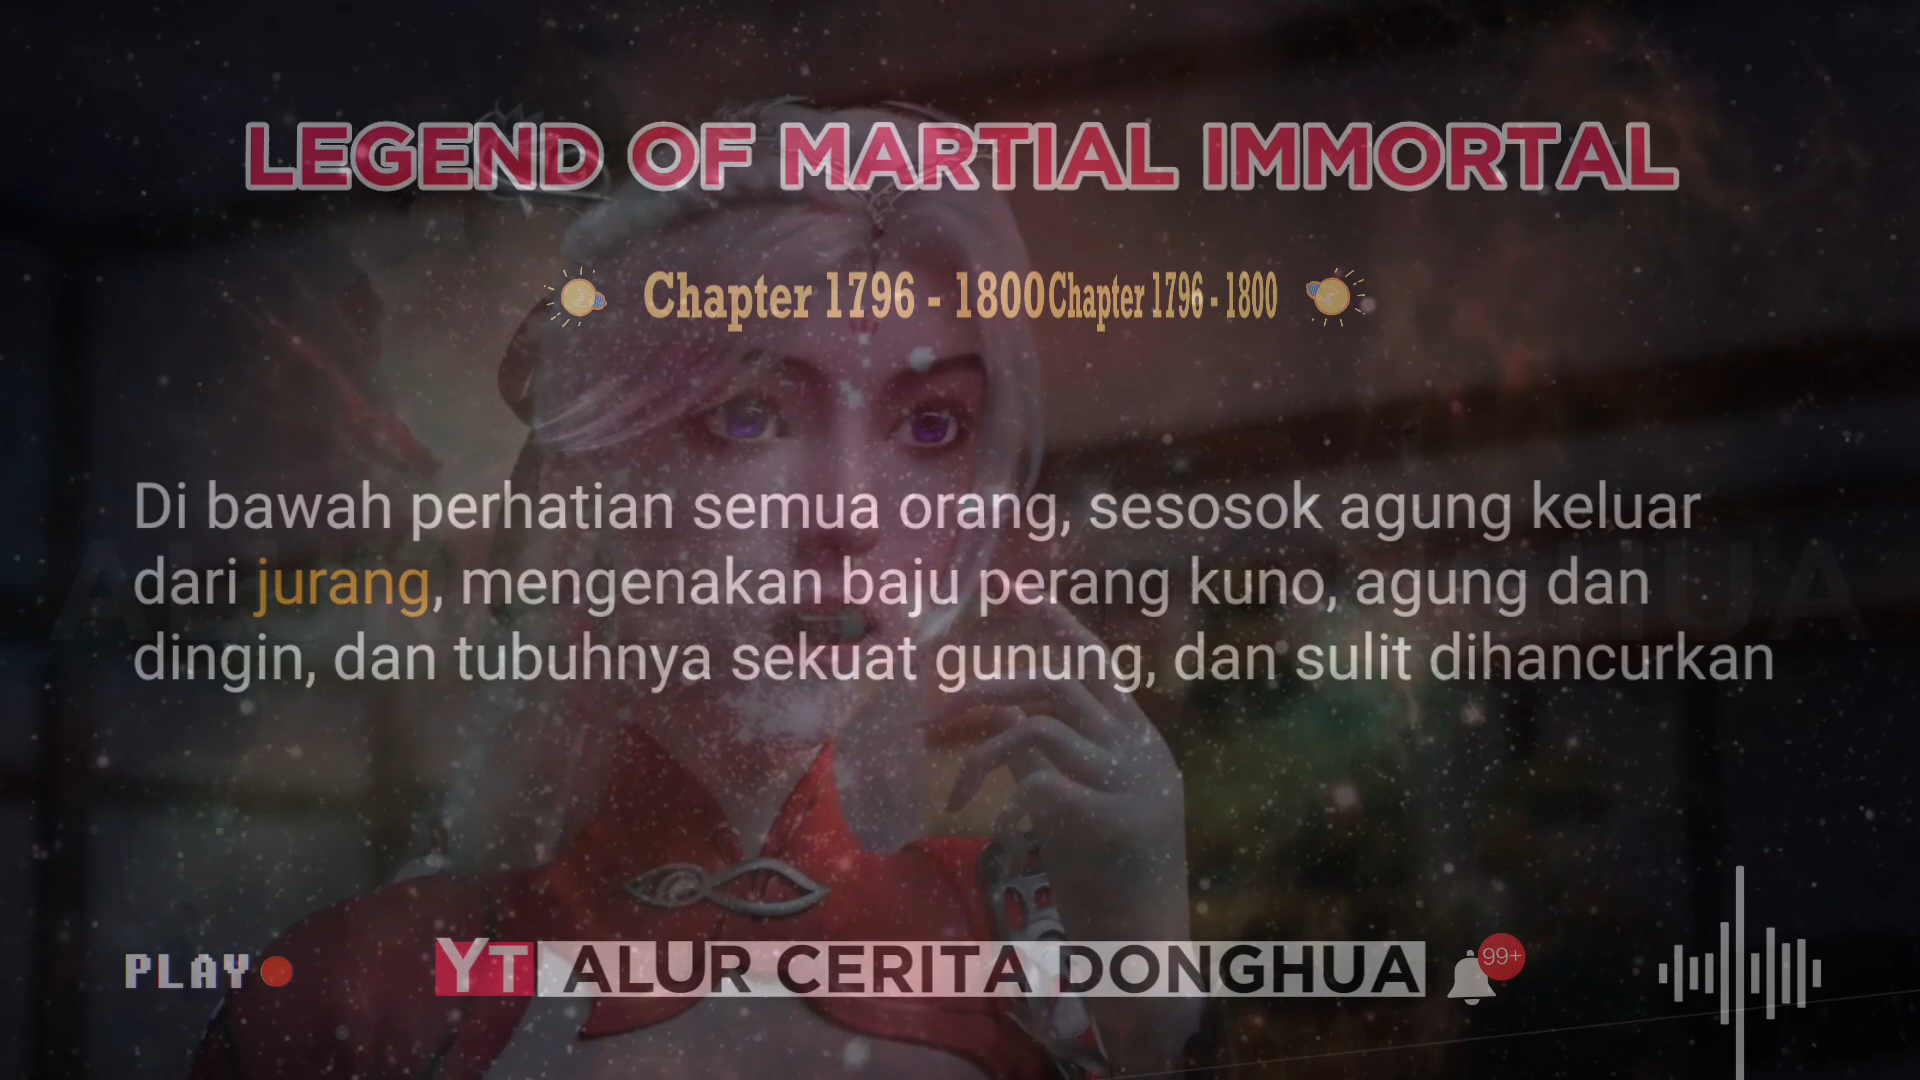 LEGEND OF MARTIAL IMMORTAL
Chapter 1796 - 1800Chapter 1796 - 1800
Di bawah perhatian semua orang, sesosok agung keluar
dari jurang, mengenakan baju perang kuno, agung dan
dingin, dan tubuhnya sekuat gunung, dan sulit dihancurkan
PLAY
YT ALUR CERITA DONGHUA
99+